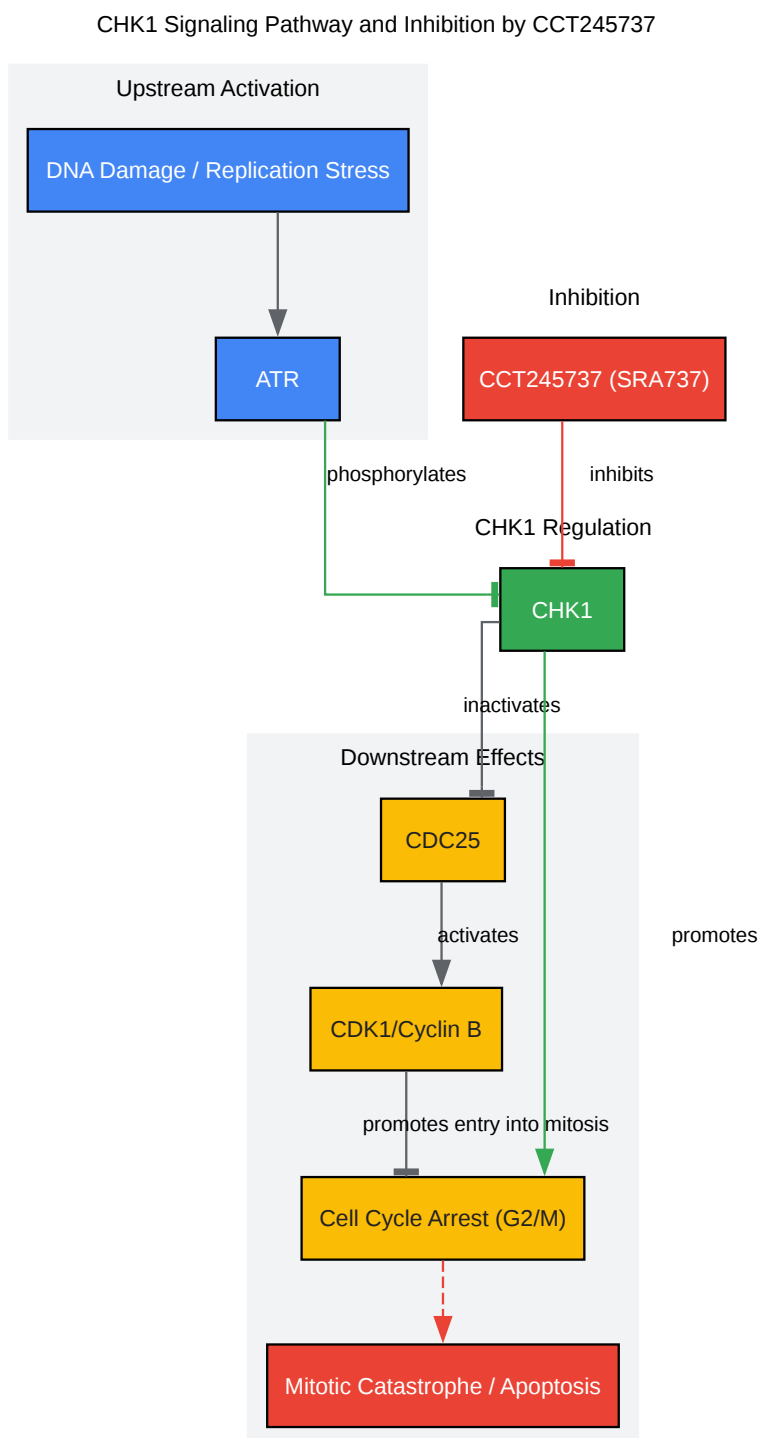 CHK1 Signaling Pathway and Inhibition by CCT245737
Upstream Activation
DNA Damage / Replication Stress
Inhibition
ATR
CCT245737 (SRA737)
phosphorylates
inhibits
CHK1 Regulation
CHK1
inactivates
Downstream Effects
CDC25
activates
promotes
CDK1/Cyclin B
promotes entry into mitosis
Cell Cycle Arrest (G2/M)
Mitotic Catastrophe / Apoptosis